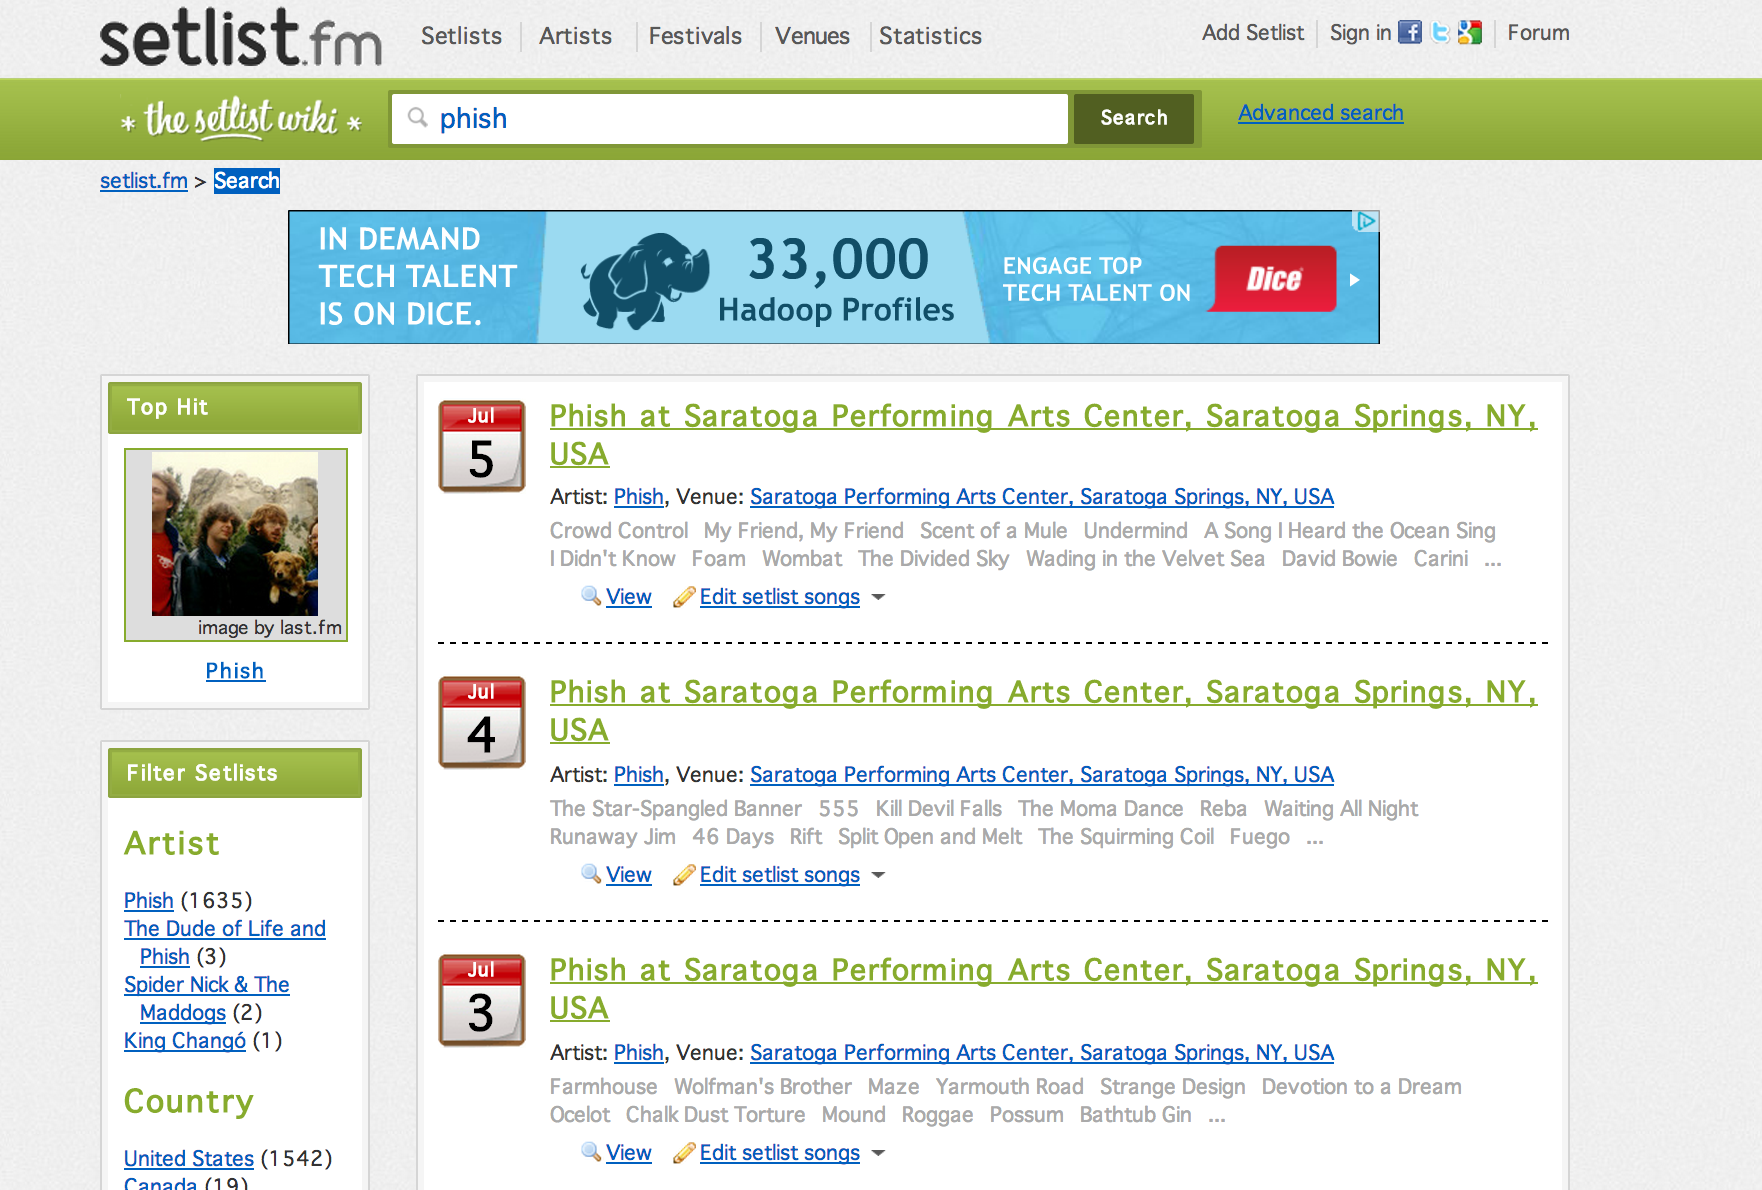 setlist.fm
Setlists Artists Festivals Venues Statistics
Add Setlist Sign in Forum
* the setlist wiki *
phish
Search
Advanced search
setlist.fm > Search
IN DEMAND
TECH TALENT
IS ON DICE.
33,000
Hadoop Profiles
ENGAGE TOP
TECH TALENT ON
Dice
Top Hit
image by last.fm
Phish
Filter Setlists
Artist
Phish (1635)
The Dude of Life and
Phish (3)
Spider Nick & The
Maddogs (2)
King Changó (1)
Country
United States (1542)
Canada (19)
Jul
5
Phish at Saratoga Performing Arts Center, Saratoga Springs, NY,
USA
Artist: Phish, Venue: Saratoga Performing Arts Center, Saratoga Springs, NY, USA
Crowd Control My Friend, My Friend Scent of a Mule Undermind A Song I Heard the Ocean Sing
I Didn't Know Foam Wombat The Divided Sky Wading in the Velvet Sea David Bowie Carini ...
View Edit setlist songs
Jul
4
Phish at Saratoga Performing Arts Center, Saratoga Springs, NY,
USA
Artist: Phish, Venue: Saratoga Performing Arts Center, Saratoga Springs, NY, USA
The Star-Spangled Banner 555 Kill Devil Falls The Moma Dance Reba Waiting All Night
Runaway Jim 46 Days Rift Split Open and Melt The Squirming Coil Fuego ...
View Edit setlist songs
Jul
3
Phish at Saratoga Performing Arts Center, Saratoga Springs, NY,
USA
Artist: Phish, Venue: Saratoga Performing Arts Center, Saratoga Springs, NY, USA
Farmhouse Wolfman's Brother Maze Yarmouth Road Strange Design Devotion to a Dream
Ocelot Chalk Dust Torture Mound Roggae Possum Bathtub Gin ...
View Edit setlist songs